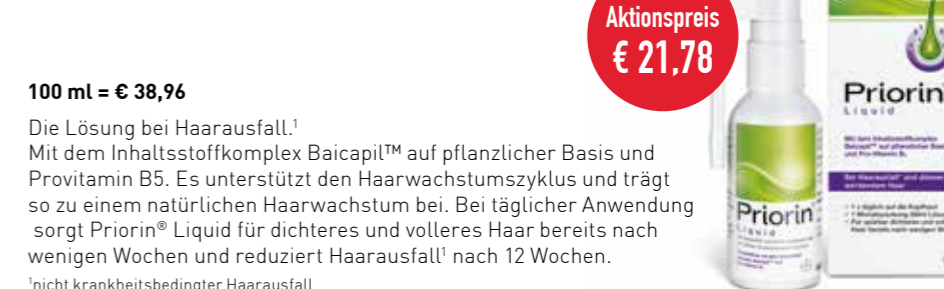 Aktionspreis
€ 21,78
100 ml = € 38,96
Die Lösung bei Haarausfall.¹
Mit dem Inhaltsstoffkomplex Baicapil™ auf pflanzlicher Basis und
Provitamin B5. Es unterstützt den Haarwachstumszyklus und trägt
so zu einem natürlichen Haarwachstum bei. Bei täglicher Anwendung
sorgt Priorin® Liquid für dichteres und volleres Haar bereits nach
wenigen Wochen und reduziert Haarausfall¹ nach 12 Wochen.
¹nicht krankheitsbedingter Haarausfall
Priorin
Liquid
Priorin
Liquid